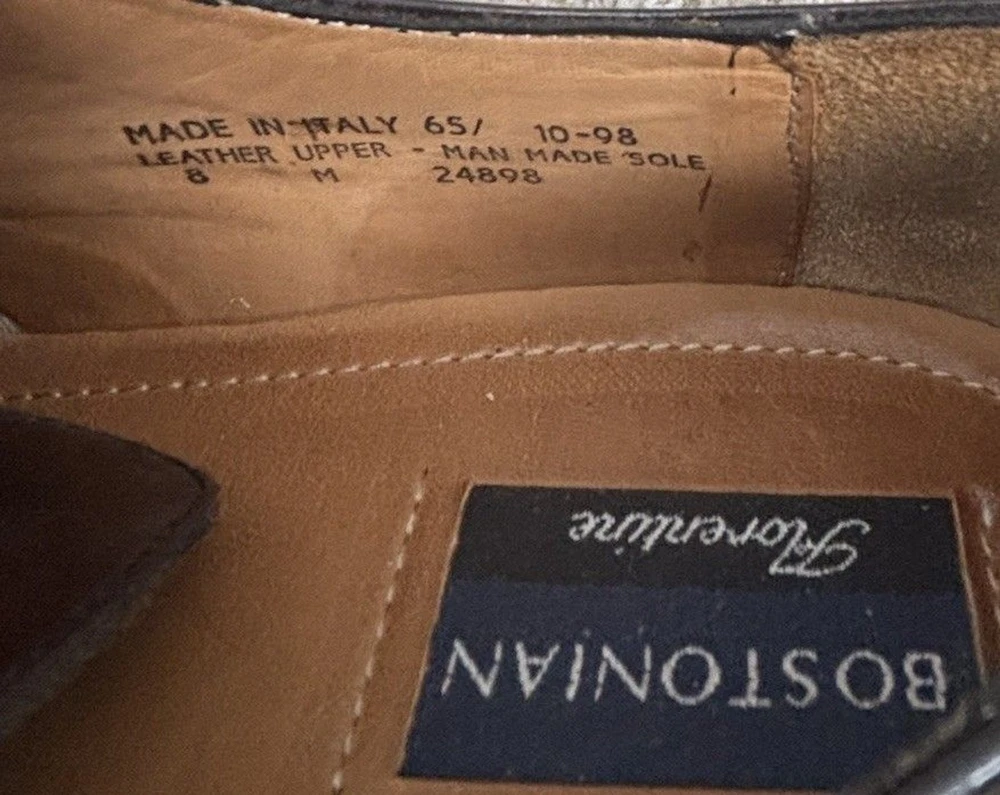 MADE IN ITALY 65/ 10-98
LEATHER UPPER - MAN MADE SOLE
8 M 24898
BOSTONIAN
Florentine